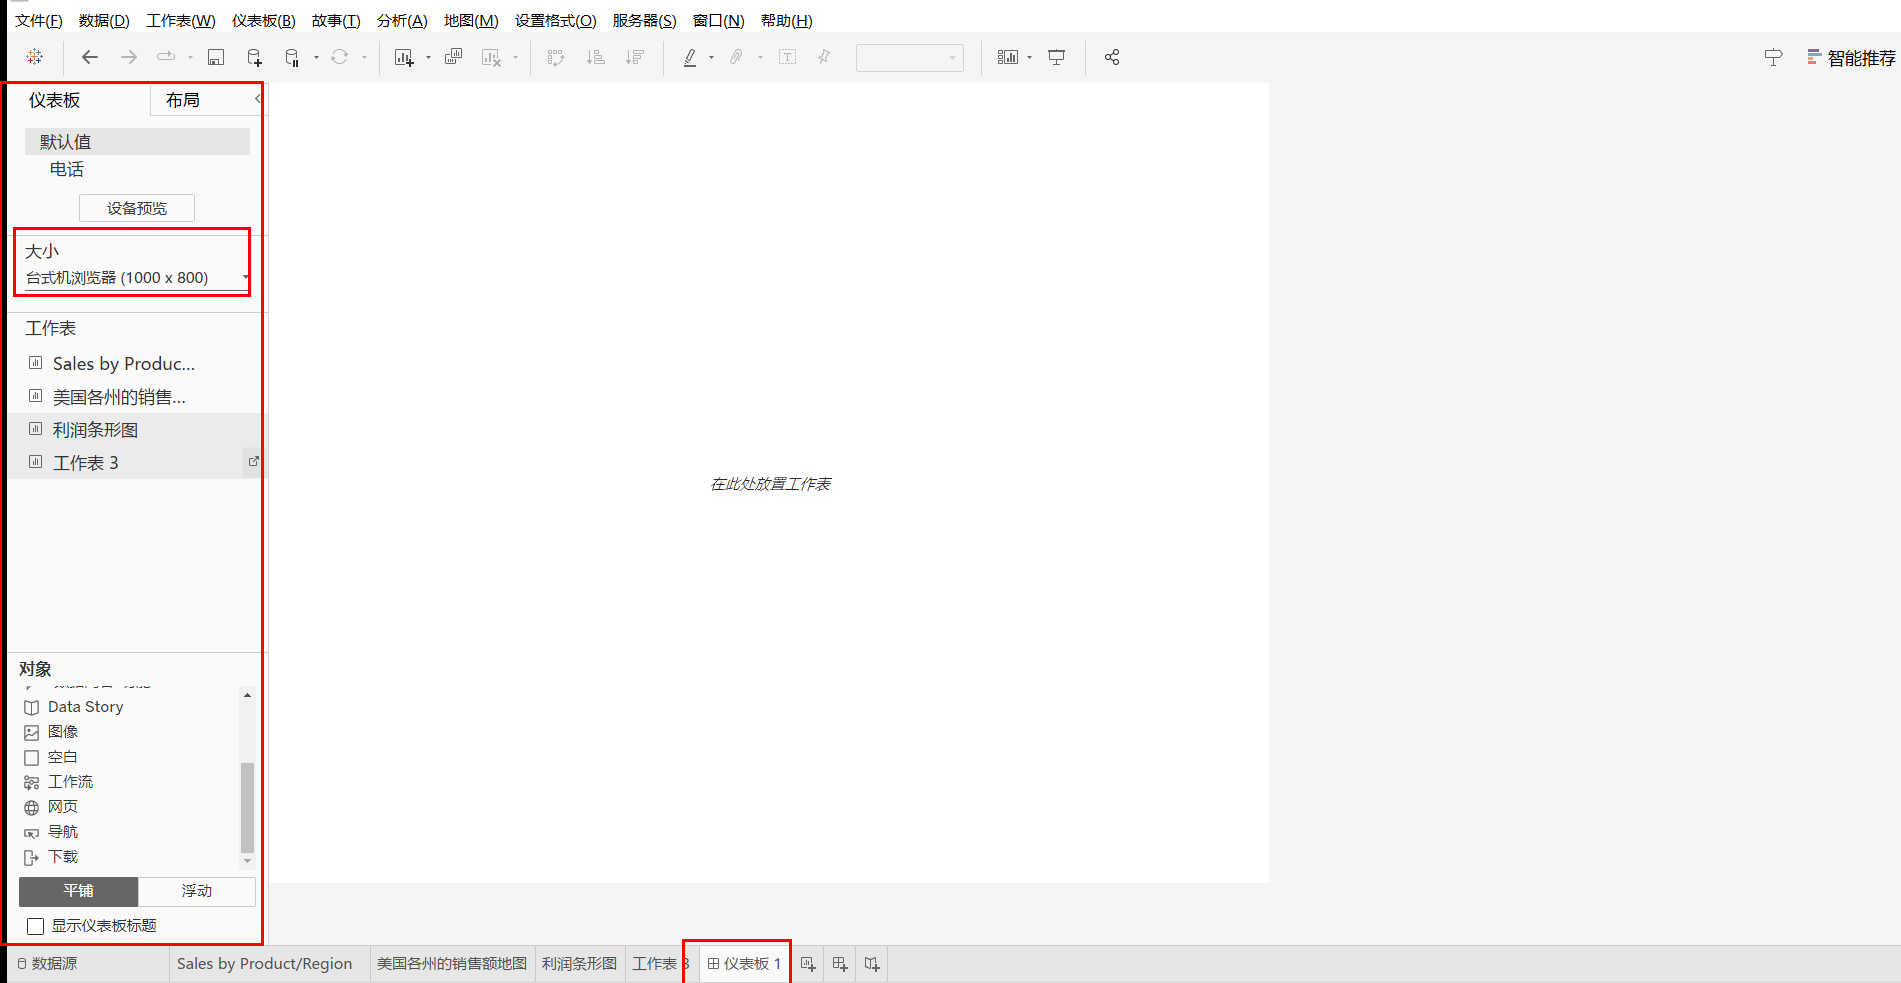 文件(F) 数据(D) 工作表(W) 仪表板(B) 故事(T) 分析(A) 地图(M) 设置格式(O) 服务器(S) 窗口(N) 帮助(H)
智能推荐
仪表板 布局
默认值
电话
设备预览
大小
台式机浏览器 (1000 x 800)
工作表
Sales by Produc...
美国各州的销售...
利润条形图
工作表 3
在此处放置工作表
对象
Data Story
图像
空白
工作流
网页
导航
下载
平铺 浮动
显示仪表板标题
数据源 Sales by Product/Region 美国各州的销售额地图 利润条形图 工作表 3 仪表板 1